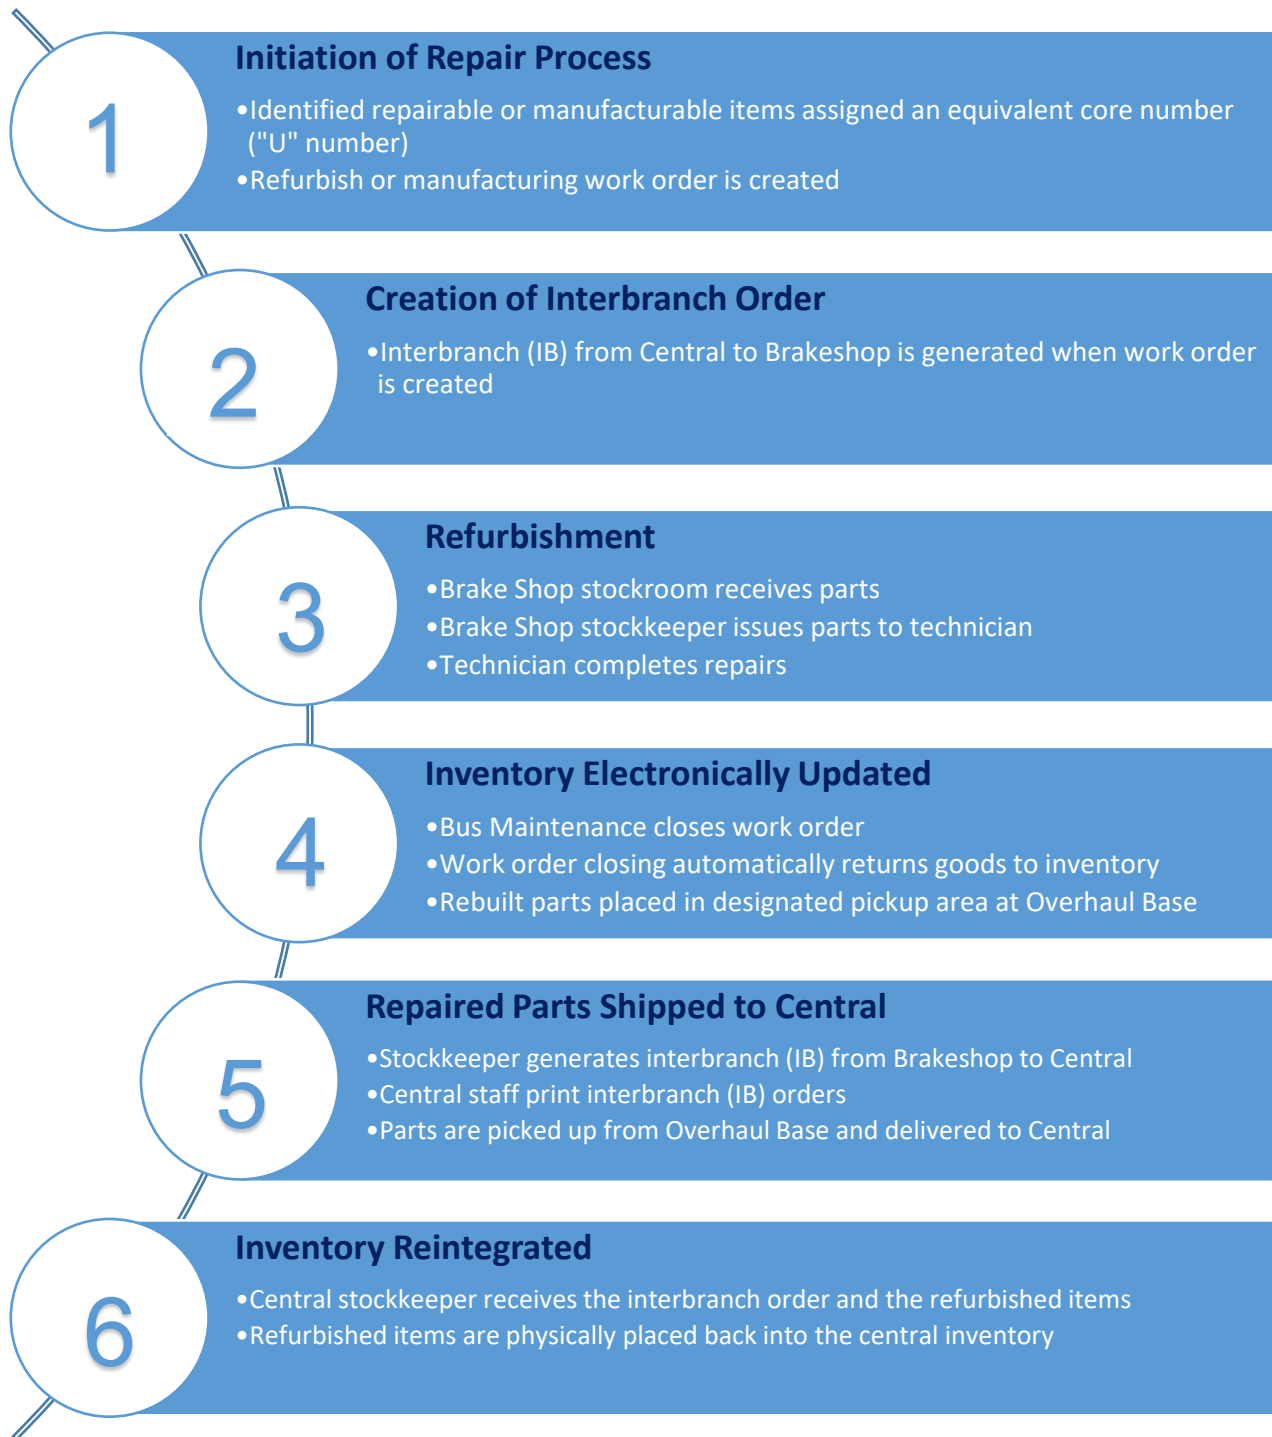 1
Initiation of Repair Process
•Identified repairable or manufacturable items assigned an equivalent core number
("U" number)
•Refurbish or manufacturing work order is created
2
Creation of Interbranch Order
•Interbranch (IB) from Central to Brakeshop is generated when work order
is created
3
Refurbishment
•Brake Shop stockroom receives parts
•Brake Shop stockkeeper issues parts to technician
•Technician completes repairs
4
Inventory Electronically Updated
•Bus Maintenance closes work order
•Work order closing automatically returns goods to inventory
•Rebuilt parts placed in designated pickup area at Overhaul Base
5
Repaired Parts Shipped to Central
•Stockkeeper generates interbranch (IB) from Brakeshop to Central
•Central staff print interbranch (IB) orders
•Parts are picked up from Overhaul Base and delivered to Central
6
Inventory Reintegrated
•Central stockkeeper receives the interbranch order and the refurbished items
•Refurbished items are physically placed back into the central inventory